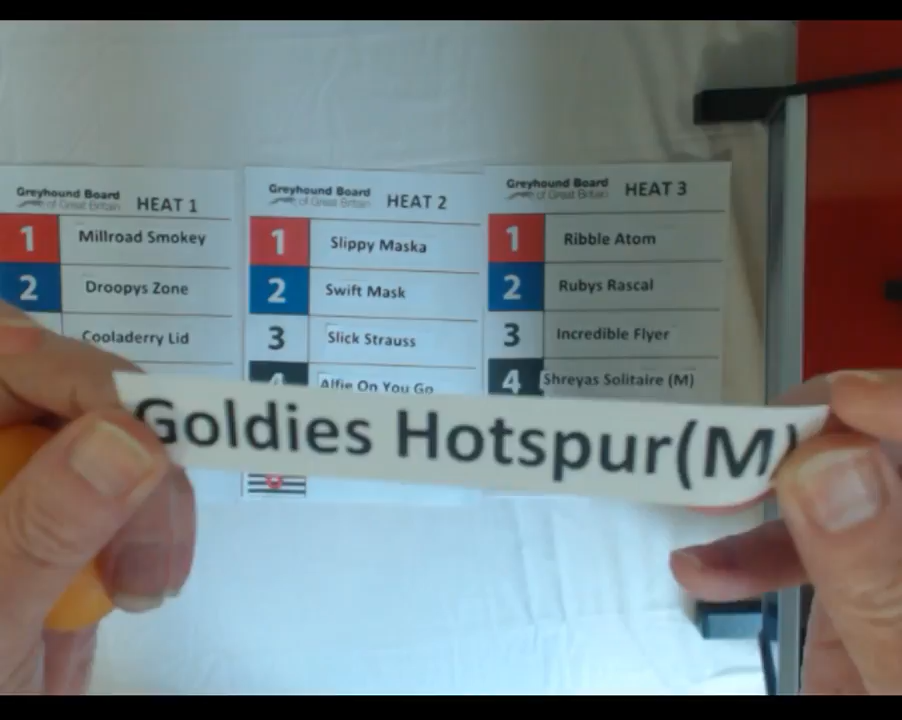 Greyhound Board
of Great Britain
HEAT 1
1 Millroad Smokey
2 Droopys Zone
Cooladerry Lid
Greyhound Board
of Great Britain
HEAT 2
1 Slippy Maska
2 Swift Mask
3 Slick Strauss
4 Alfie On You Go
Greyhound Board
of Great Britain
HEAT 3
1 Ribble Atom
2 Rubys Rascal
3 Incredible Flyer
4 Shreyas Solitaire (M)
Goldies Hotspur(M)